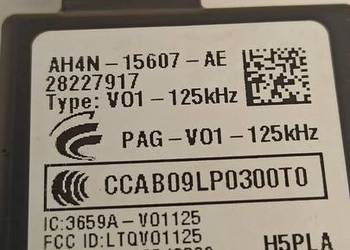 AH4N-15607-AE
28227917
Type: V01-125kHz
PAG-V01-125kHz
CCAB09LP0300T0
IC:3659A-V01125
FCC ID:LTQV01125
H5PLA